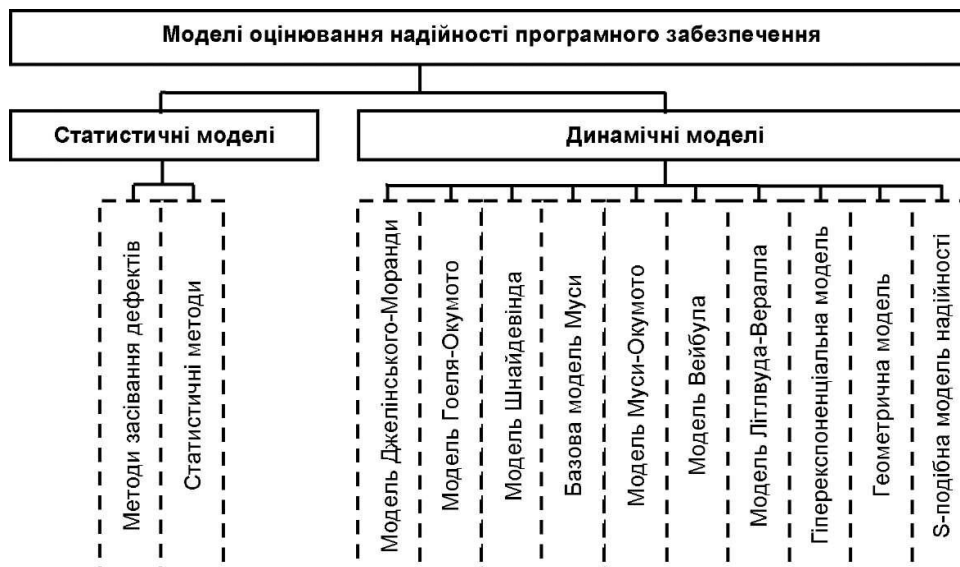 Моделі оцінювання надійності програмного забезпечення
Статистичні моделі
Динамічні моделі
Методи засівання дефектів
Статистичні методи
Модель Джелінського-Моранди
Модель Гоеля-Окумото
Модель Шнайдевінда
Базова модель Муси
Модель Муси-Окумото
Модель Вейбула
Модель Літлвуда-Вералла
Гіперекспоненціальна модель
Геометрична модель
S-подібна модель надійності